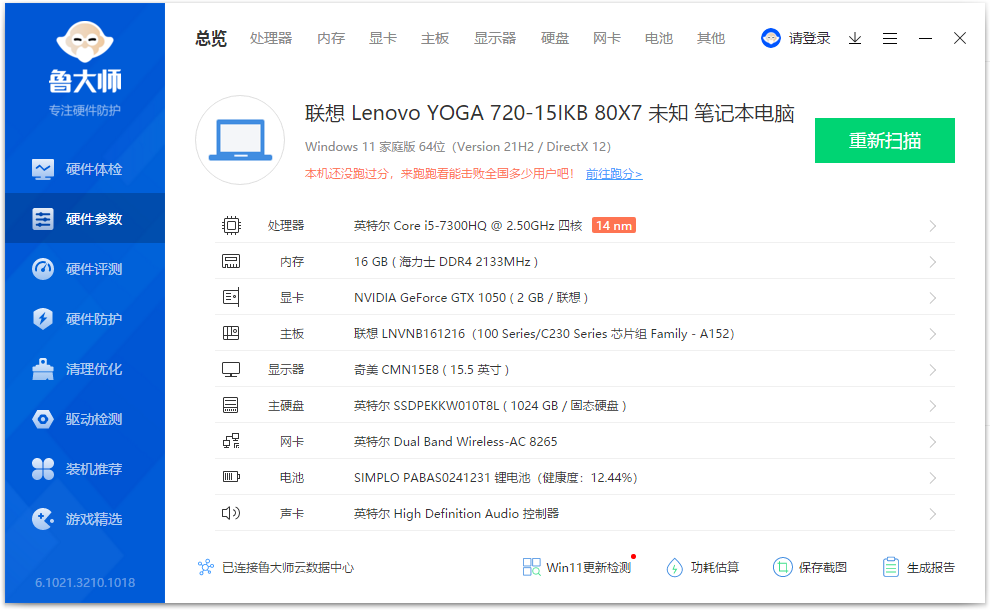 鲁大师
专注硬件防护
硬件体检
硬件参数
硬件评测
硬件防护
清理优化
驱动检测
装机推荐
游戏精选
6.1021.3210.1018
总览 处理器 内存 显卡 主板 显示器 硬盘 网卡 电池 其他 请登录
联想 Lenovo YOGA 720-15IKB 80X7 未知 笔记本电脑
Windows 11 家庭版 64位（Version 21H2 / DirectX 12）
本机还没跑过分，来跑跑看能击败全国多少用户吧！ 前往跑分>
重新扫描
处理器 英特尔 Core i5-7300HQ @ 2.50GHz 四核 14 nm
内存 16 GB ( 海力士 DDR4 2133MHz )
显卡 NVIDIA GeForce GTX 1050 ( 2 GB / 联想 )
主板 联想 LNVNB161216（100 Series/C230 Series 芯片组 Family - A152）
显示器 奇美 CMN15E8 ( 15.5 英寸 )
主硬盘 英特尔 SSDPEKKW010T8L ( 1024 GB / 固态硬盘 )
网卡 英特尔 Dual Band Wireless-AC 8265
电池 SIMPLO PABAS0241231 锂电池（健康度：12.44%）
声卡 英特尔 High Definition Audio 控制器
已连接鲁大师云数据中心 Win11更新检测 功耗估算 保存截图 生成报告